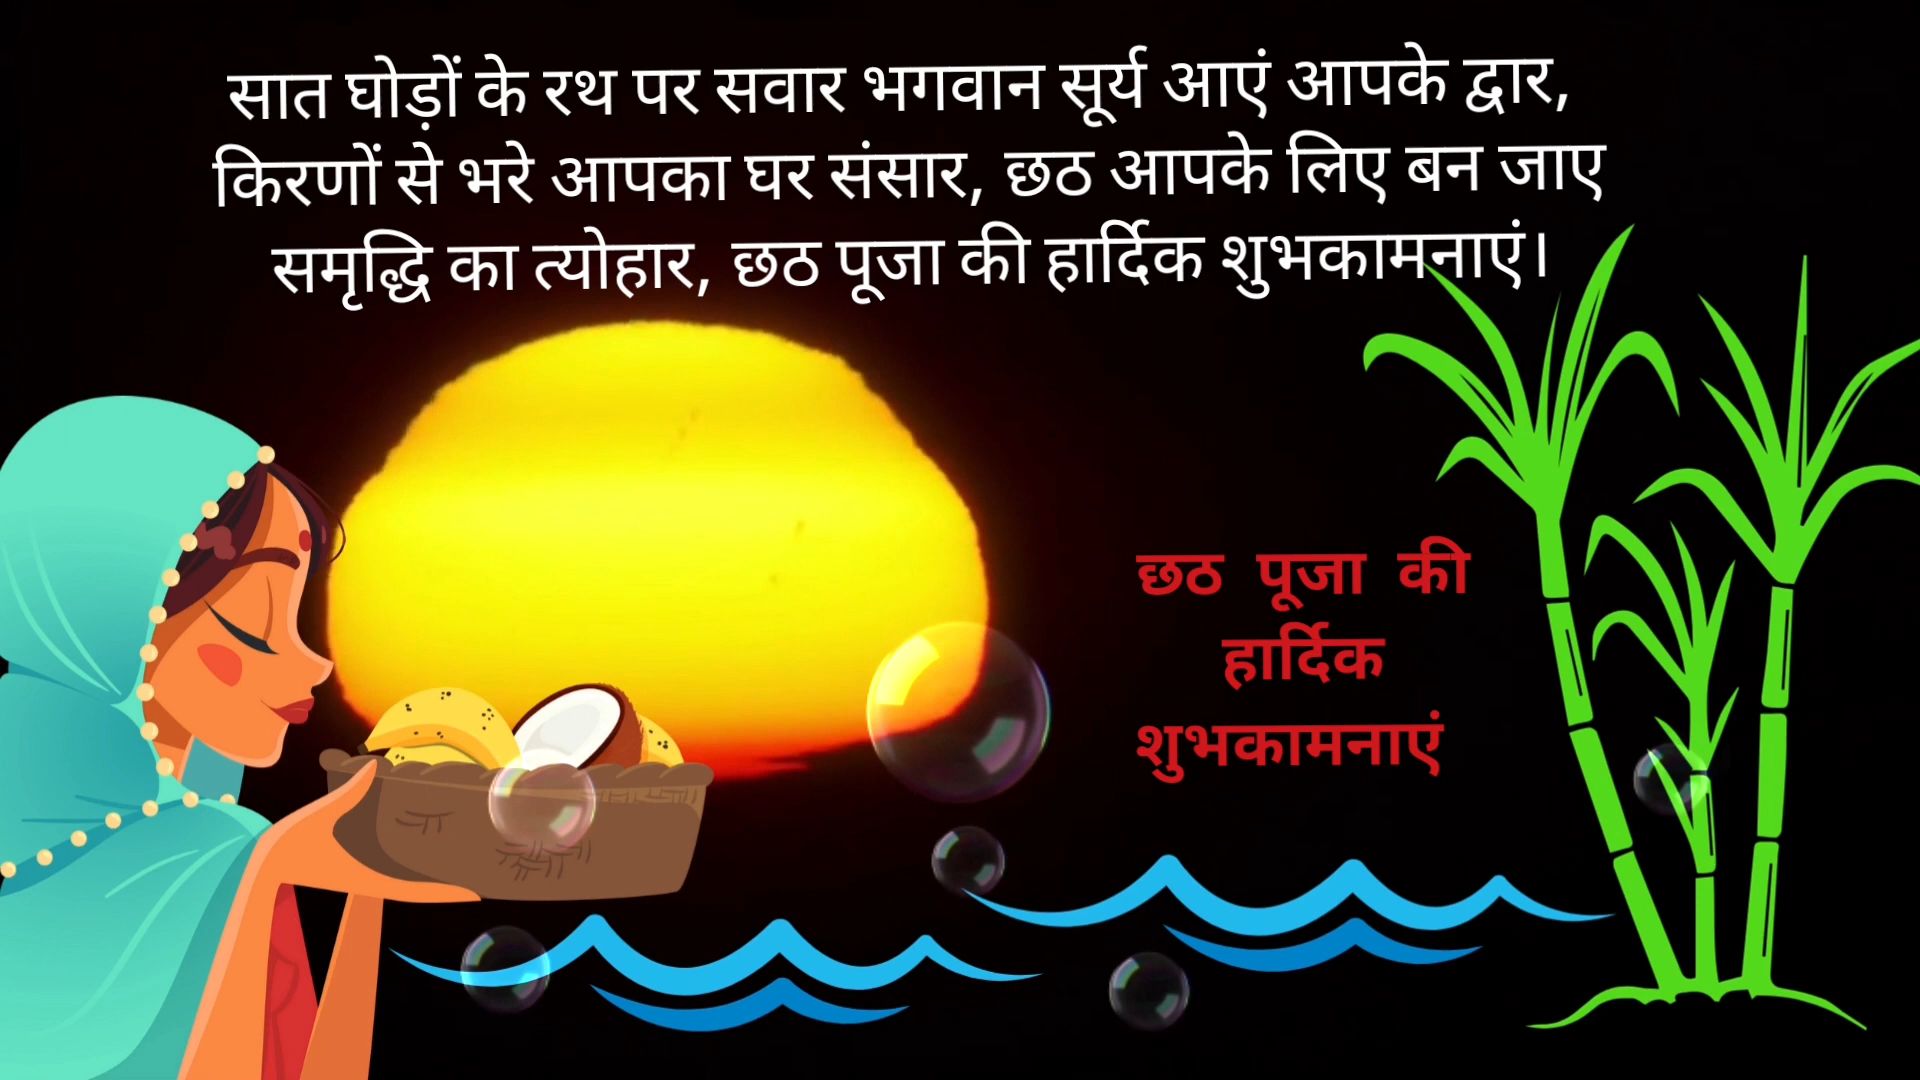 सात घोड़ों के रथ पर सवार भगवान सूर्य आएं आपके द्वार,
किरणों से भरे आपका घर संसार, छठ आपके लिए बन जाए
समृद्धि का त्योहार, छठ पूजा की हार्दिक शुभकामनाएं।
छठ पूजा की
हार्दिक
शुभकामनाएं